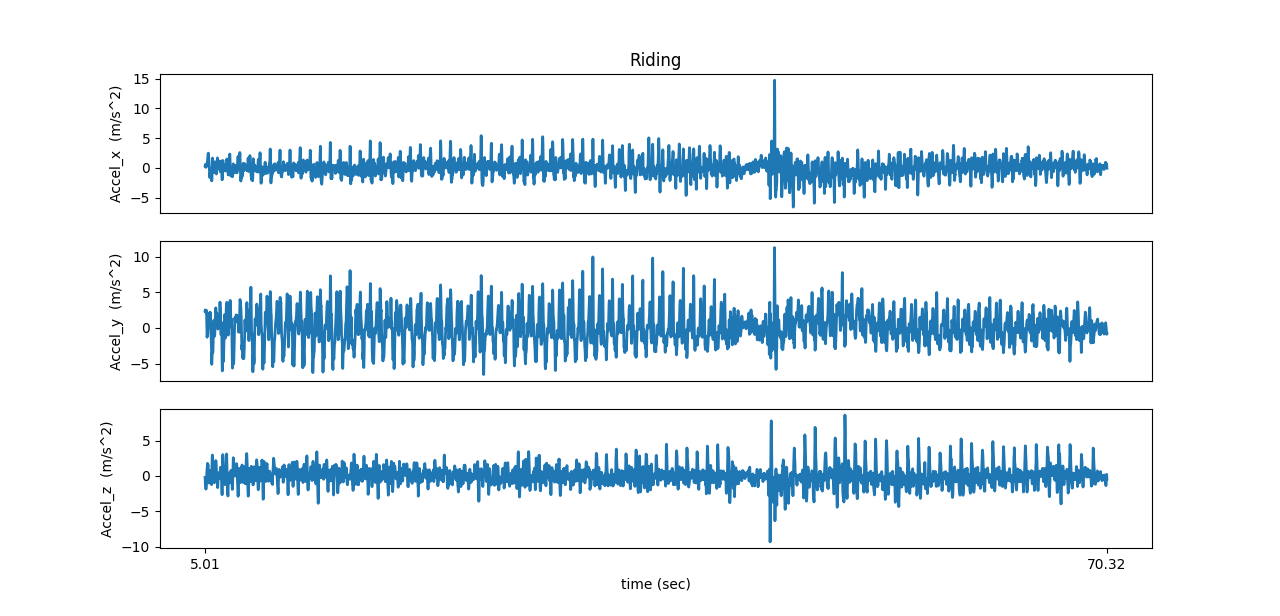 Riding
15
10
5
0
−5
Accel_x (m/s^2)
10
5
0
−5
Accel_y (m/s^2)
5
0
−5
−10
Accel_z (m/s^2)
5.01 70.32
time (sec)